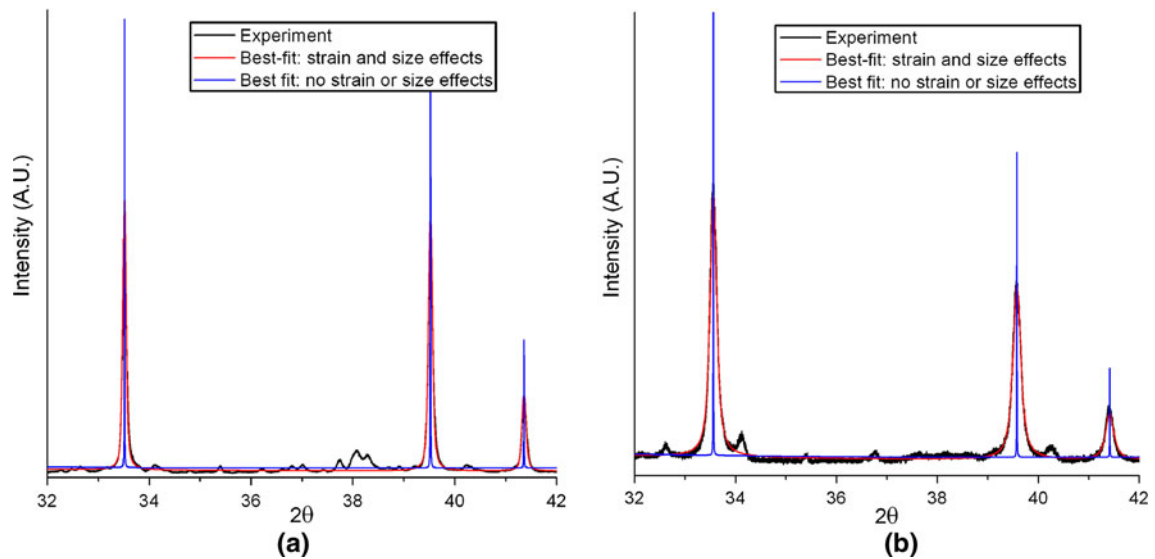 Experiment
Best-fit: strain and size effects
Best fit: no strain or size effects
Intensity (A.U.)
32 34 36 38 40 42
2θ
(a)
Experiment
Best-fit: strain and size effects
Best fit: no strain or size effects
Intensity (A.U.)
32 34 36 38 40 42
2θ
(b)